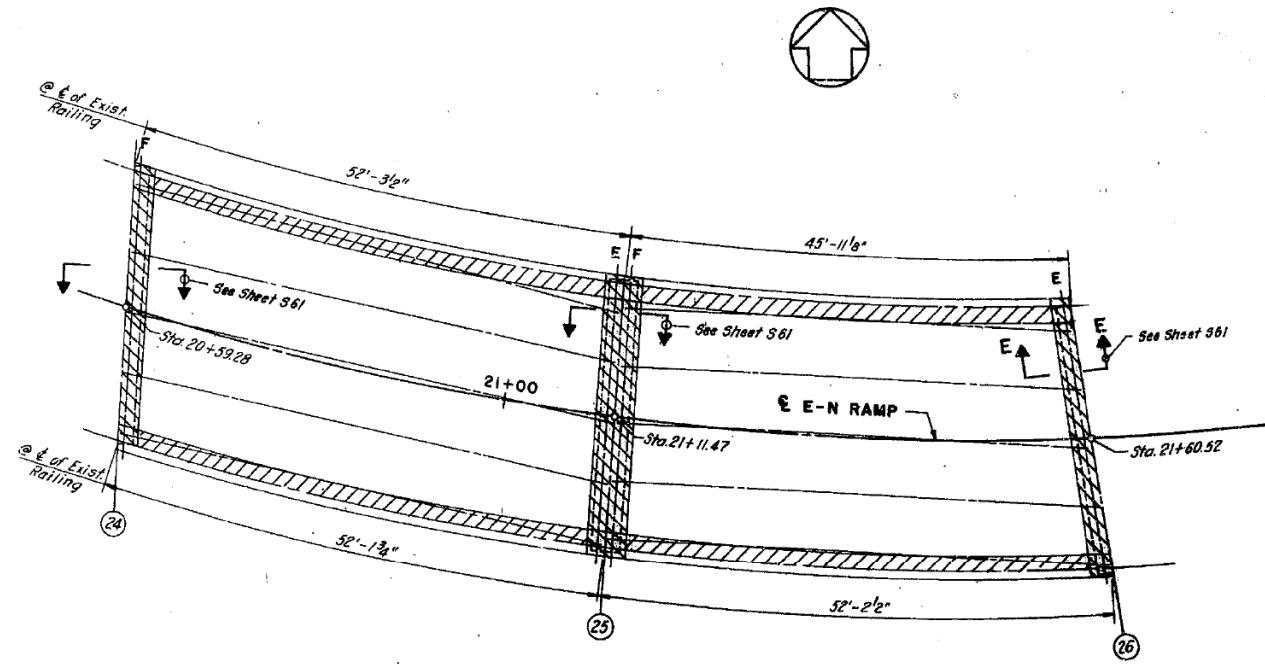 @ ℄ of Exist.
Railing
F
52'-3½"
E F
45'-11⅛"
E
See Sheet S61
See Sheet S61
E
E
See Sheet S61
Sta. 20+59.28
21+00
℄ E-N RAMP
Sta. 21+11.47
Sta. 21+60.52
@ ℄ of Exist.
Railing
24
52'-1¾"
25
52'-2½"
26